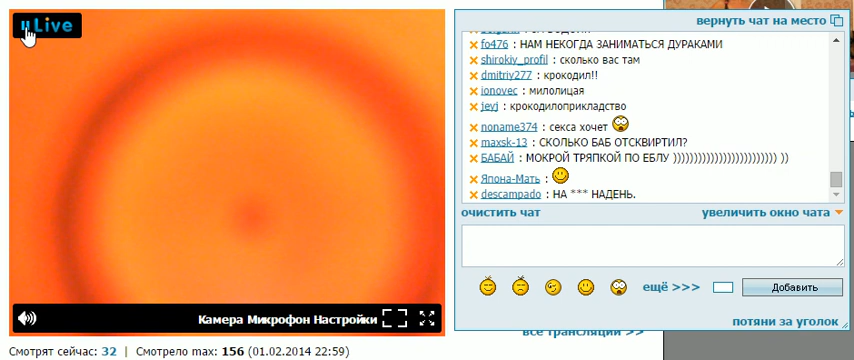 uLive
Камера Микрофон Настройки
Смотрят сейчас: 32 | Смотрело max: 156 (01.02.2014 22:59)
вернуть чат на место
fo476 : НАМ НЕКОГДА ЗАНИМАТЬСЯ ДУРАКАМИ
shirokiy_profil : сколько вас там
dmitriy277 : крокодил!!
ionovec : милолицая
jevj : крокодилоприкладство
noname374 : секса хочет
maxsk-13 : СКОЛЬКО БАБ ОТСКВИРТИЛ?
БАБАЙ : МОКРОЙ ТРЯПКОЙ ПО ЕБЛУ ))))))))))))))))))))))))) ))
Япона-Мать :
descampado : НА *** НАДЕНЬ.
очистить чат увеличить окно чата
ещё >>> Добавить
потяни за уголок
все трансляции >>